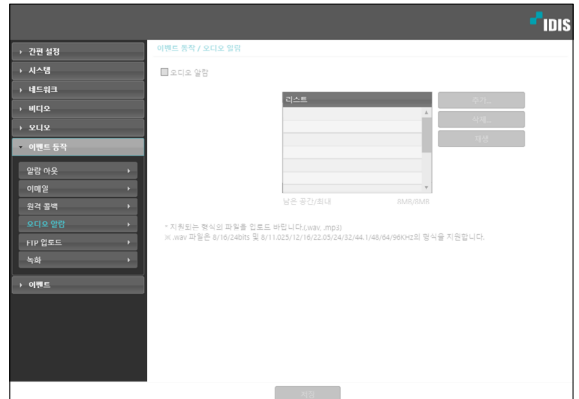 IDIS
간편 설정
시스템
네트워크
비디오
오디오
이벤트 동작
알람 아웃
이메일
원격 콜백
오디오 알람
FTP 업로드
녹화
이벤트
이벤트 동작 / 오디오 알람
오디오 알람
리스트
추가...
삭제...
재생
남은 공간/최대 8MB/8MB
* 지원되는 형식의 파일을 업로드 바랍니다.(.wav, .mp3)
※ .wav 파일은 8/16/24bits 및 8/11.025/12/16/22.05/24/32/44.1/48/64/96KHz의 형식을 지원합니다.
저장